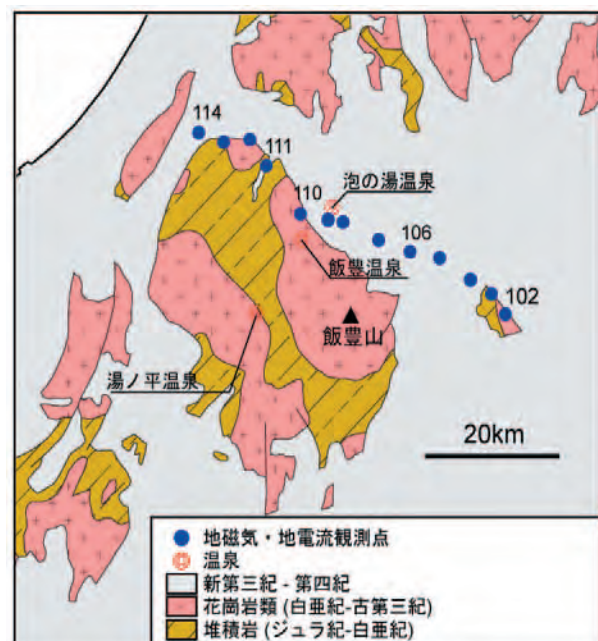 114
111
泡の湯温泉
110
106
飯豊温泉
102
飯豊山
湯ノ平温泉
20km
地磁気・地電流観測点
温泉
新第三紀 - 第四紀
花崗岩類 (白亜紀-古第三紀)
堆積岩 (ジュラ紀-白亜紀)